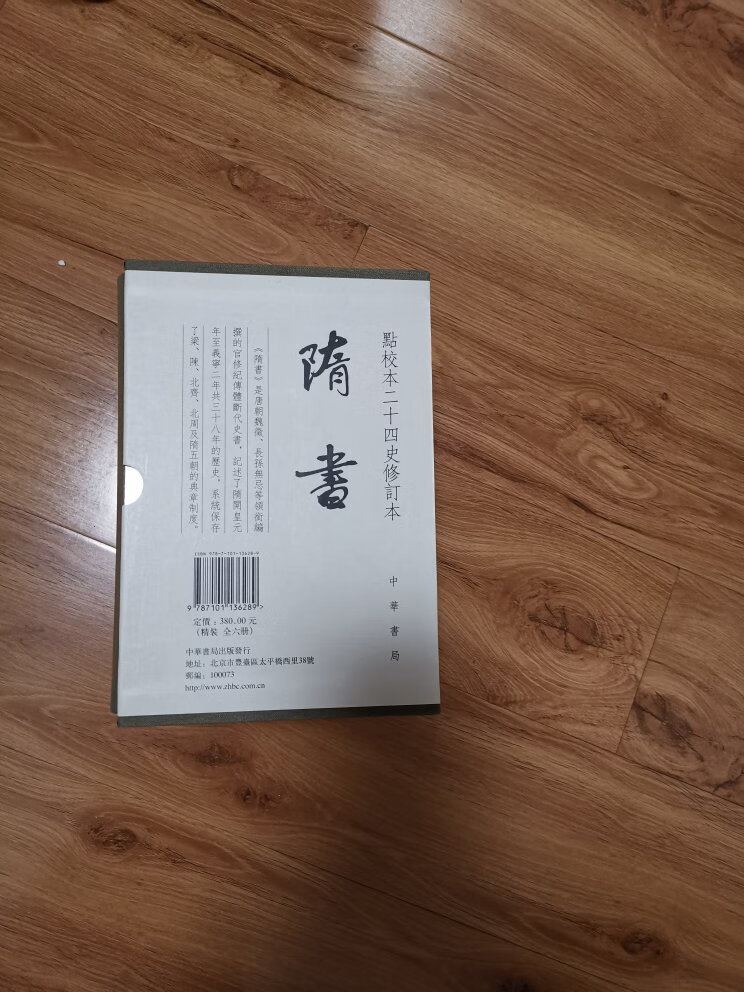 點校本二十四史修訂本
隋書
中華書局
《隋書》是唐朝魏徵、長孫無忌等領銜編
撰的官修紀傳體斷代史書，記述了隋開皇元
年至義寧二年共三十八年的歷史，系統保存
了梁、陳、北齊、北周及隋五朝的典章制度。
ISBN 978-7-101-13628-9
9 787101 136289>
定價：380.00 元
（精裝 全六册）
中華書局出版發行
地址：北京市豐臺區太平橋西里38號
郵編：100073
http://www.zhbc.com.cn